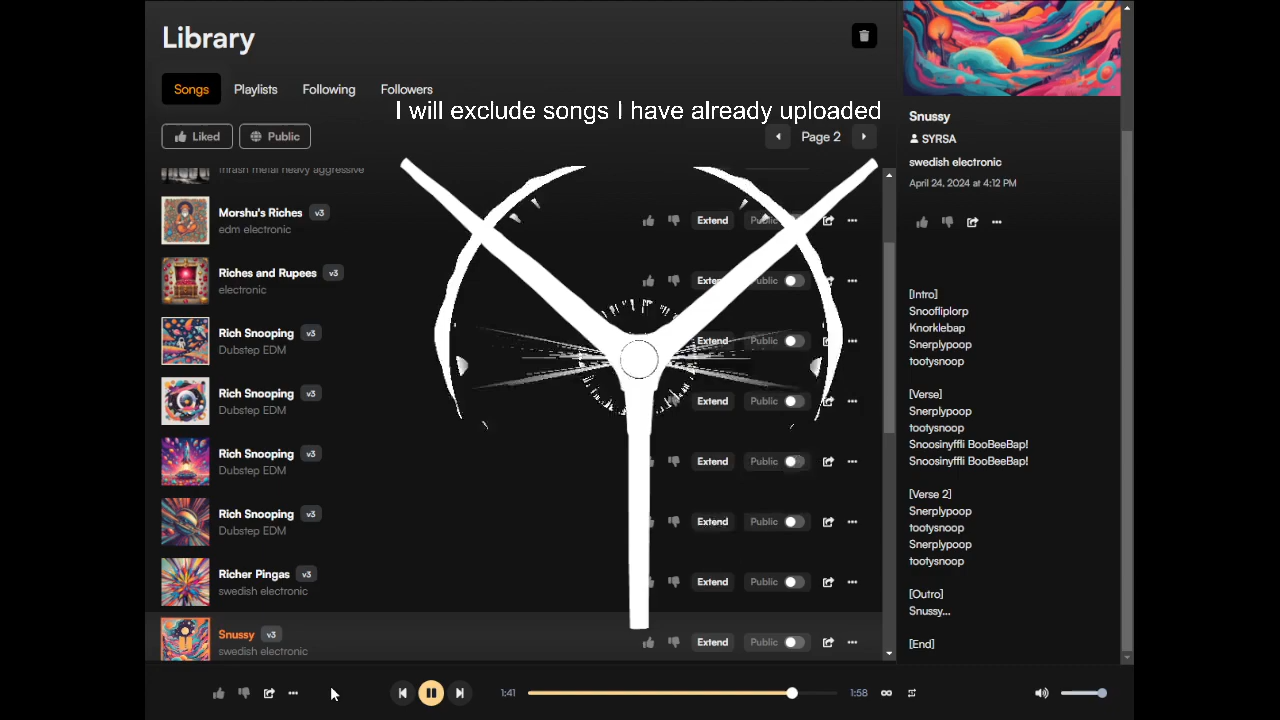 Library
Songs
Playlists
Following
Followers
I will exclude songs I have already uploaded
Liked
Public
Page 2
thrash metal heavy aggressive
Morshu's Riches v3
edm electronic
Extend
Public
Riches and Rupees v3
electronic
Extend
Public
Rich Snooping v3
Dubstep EDM
Extend
Public
Rich Snooping v3
Dubstep EDM
Extend
Public
Rich Snooping v3
Dubstep EDM
Extend
Public
Rich Snooping v3
Dubstep EDM
Extend
Public
Richer Pingas v3
swedish electronic
Extend
Public
Snussy v3
swedish electronic
Extend
Public
Snussy
SYRSA
swedish electronic
April 24, 2024 at 4:12 PM
[Intro]
Snoofliplorp
Knorklebap
Snerplypoop
tootysnoop
[Verse]
Snerplypoop
tootysnoop
Snoosinyffli BooBeeBap!
Snoosinyffli BooBeeBap!
[Verse 2]
Snerplypoop
tootysnoop
Snerplypoop
tootysnoop
[Outro]
Snussy...
[End]
1:41
1:58